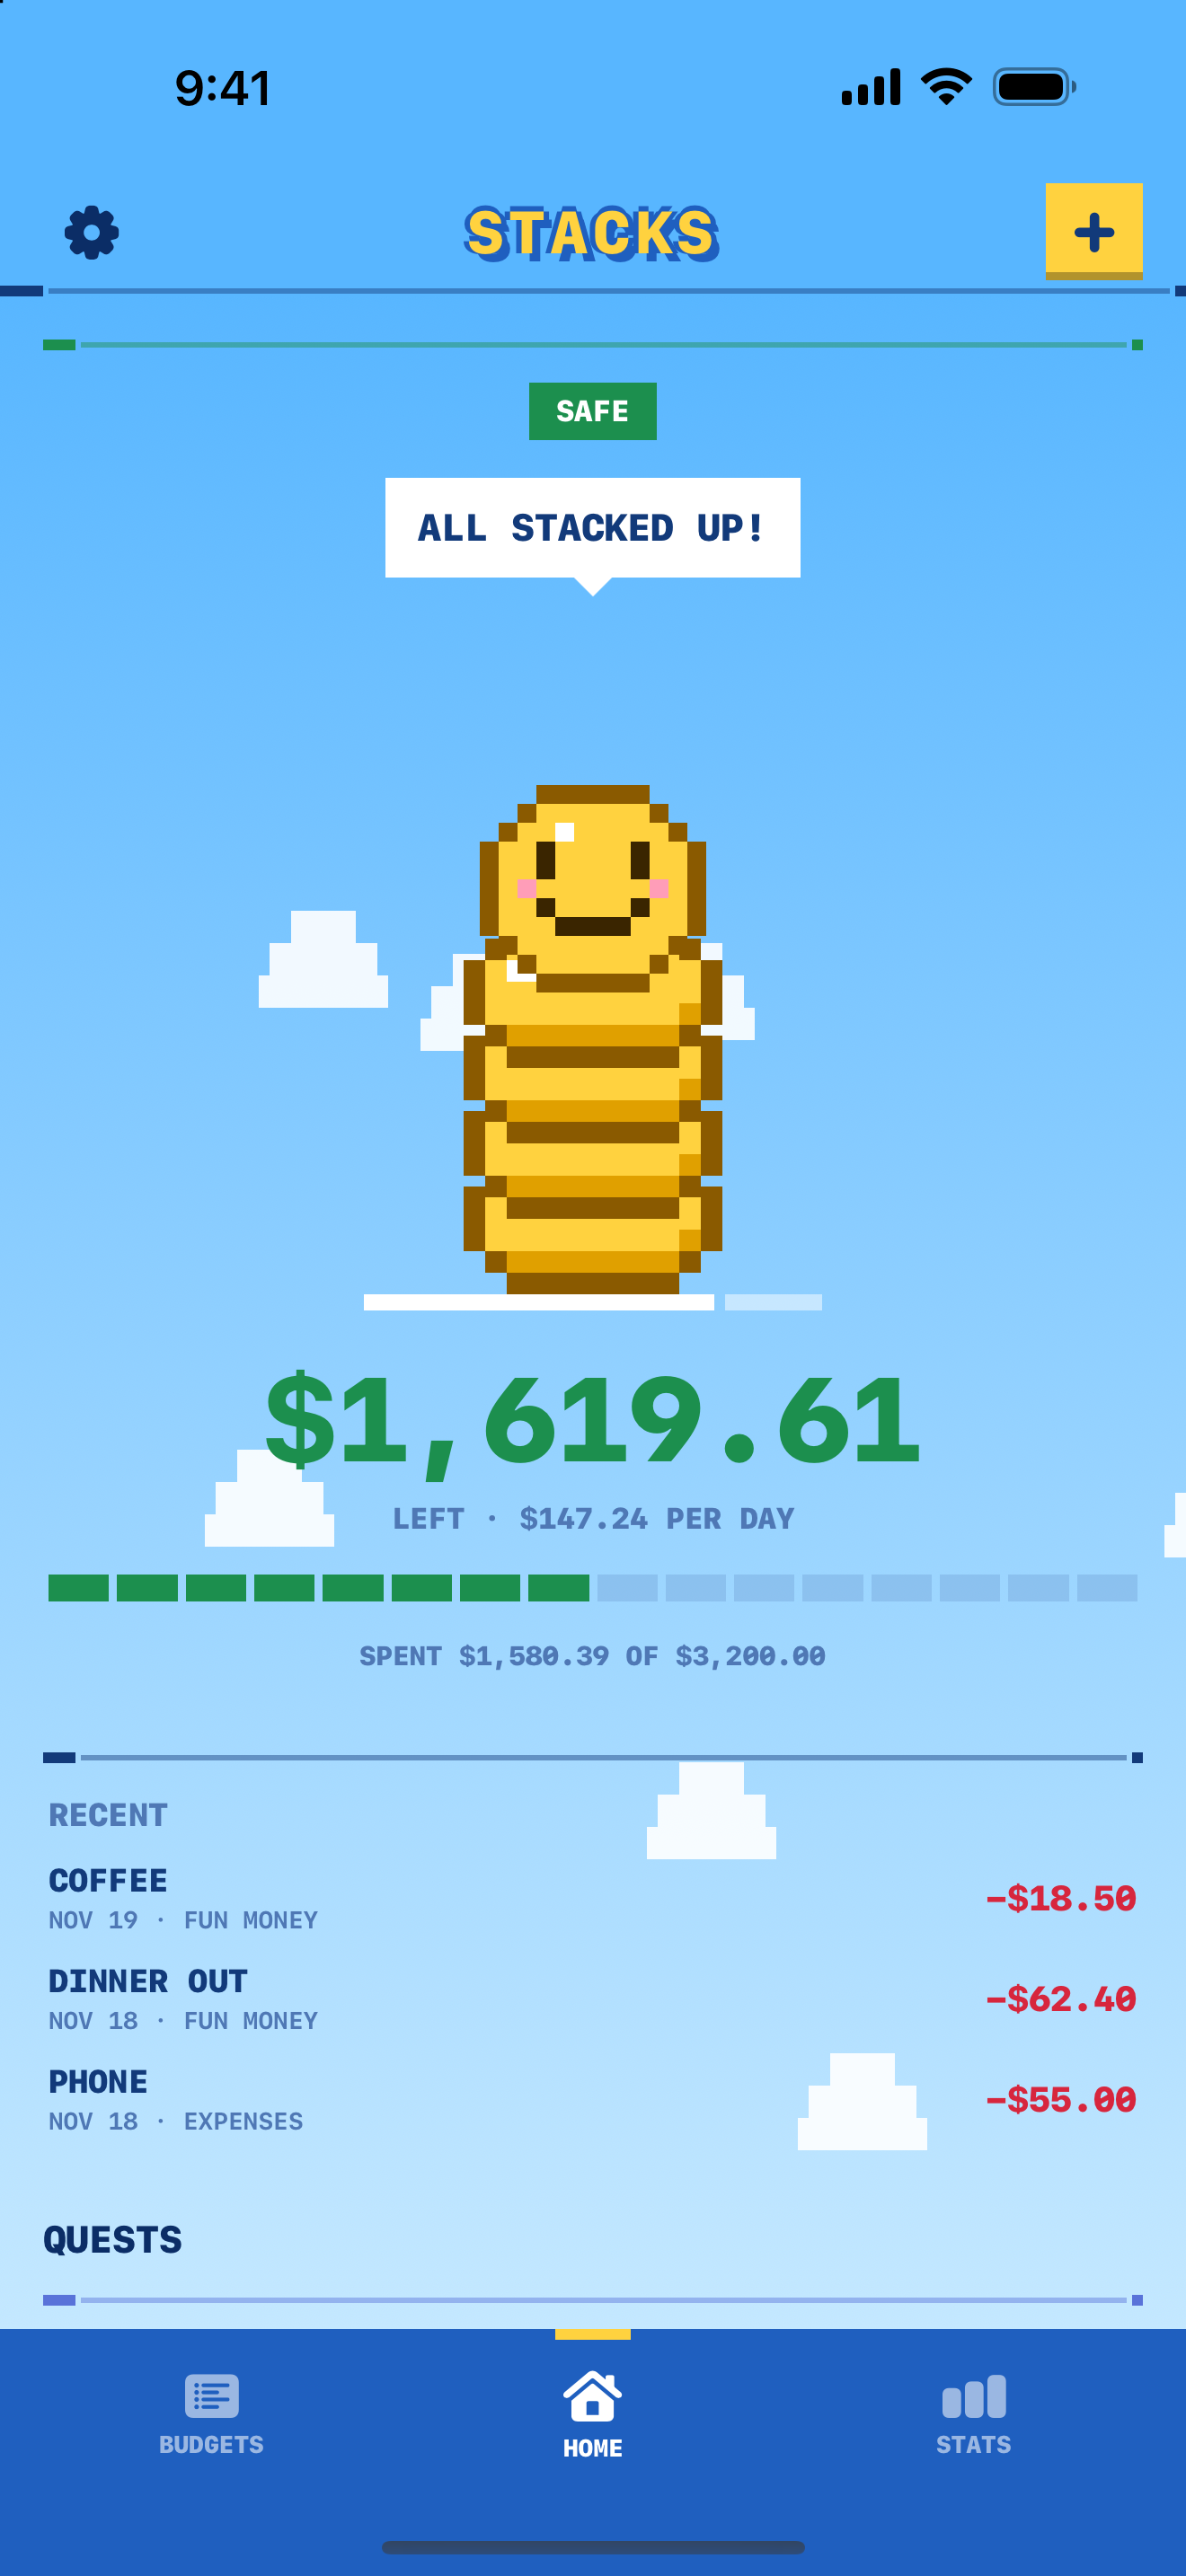 9:41
STACKS
SAFE
ALL STACKED UP!
$1,619.61
LEFT · $147.24 PER DAY
SPENT $1,580.39 OF $3,200.00
RECENT
COFFEE
NOV 19 · FUN MONEY
−$18.50
DINNER OUT
NOV 18 · FUN MONEY
−$62.40
PHONE
NOV 18 · EXPENSES
−$55.00
QUESTS
BUDGETS
HOME
STATS